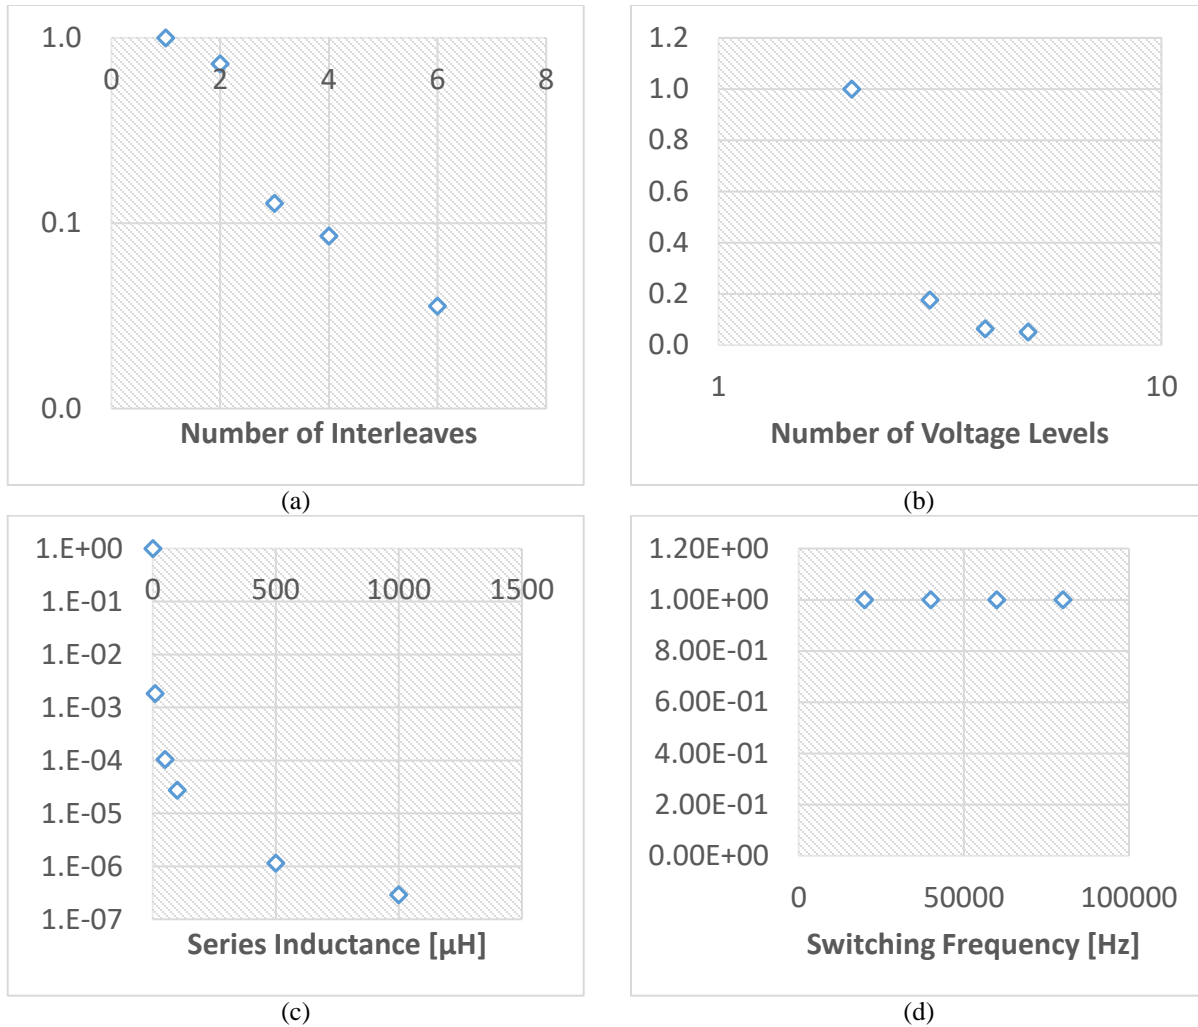 1.0
0 2 4 6 8
0.1
0.0
Number of Interleaves
(a)
1.2
1.0
0.8
0.6
0.4
0.2
0.0
1 10
Number of Voltage Levels
(b)
1.E+00
0 500 1000 1500
1.E-01
1.E-02
1.E-03
1.E-04
1.E-05
1.E-06
1.E-07
Series Inductance [µH]
(c)
1.20E+00
1.00E+00
8.00E-01
6.00E-01
4.00E-01
2.00E-01
0.00E+00
0 50000 100000
Switching Frequency [Hz]
(d)